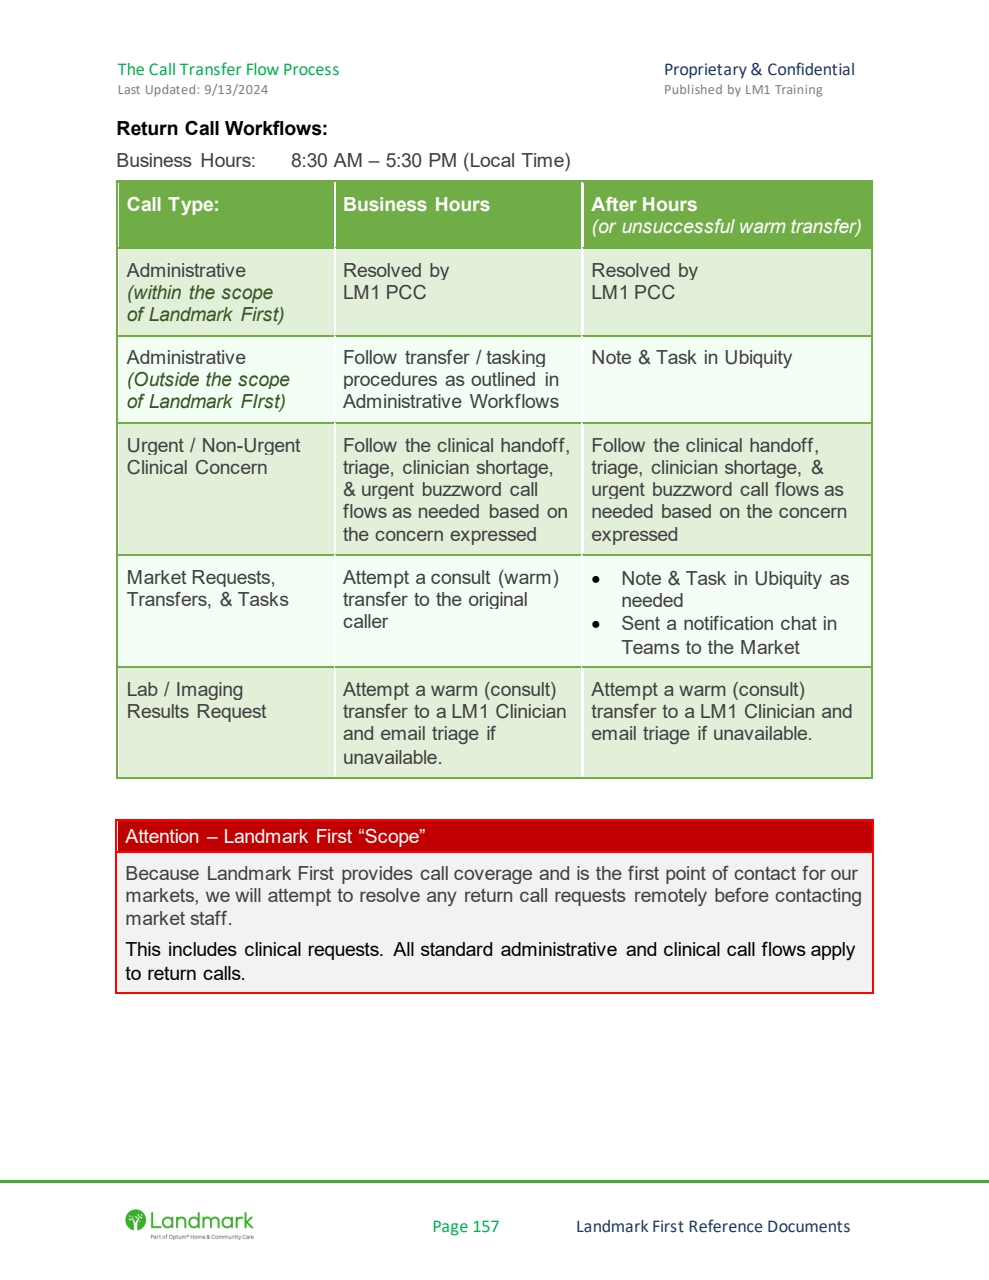 The Call Transfer Flow Process
Proprietary & Confidential
Last Updated: 9/13/2024
Published by LM1 Training
Return Call Workflows:
Business Hours: 8:30 AM – 5:30 PM (Local Time)
Call Type:
Business Hours
After Hours
(or unsuccessful warm transfer)
Administrative
(within the scope
of Landmark First)
Resolved by
LM1 PCC
Resolved by
LM1 PCC
Administrative
(Outside the scope
of Landmark FIrst)
Follow transfer / tasking
procedures as outlined in
Administrative Workflows
Note & Task in Ubiquity
Urgent / Non-Urgent
Clinical Concern
Follow the clinical handoff,
triage, clinician shortage,
& urgent buzzword call
flows as needed based on
the concern expressed
Follow the clinical handoff,
triage, clinician shortage, &
urgent buzzword call flows as
needed based on the concern
expressed
Market Requests,
Transfers, & Tasks
Attempt a consult (warm)
transfer to the original
caller
• Note & Task in Ubiquity as
needed
• Sent a notification chat in
Teams to the Market
Lab / Imaging
Results Request
Attempt a warm (consult)
transfer to a LM1 Clinician
and email triage if
unavailable.
Attempt a warm (consult)
transfer to a LM1 Clinician and
email triage if unavailable.
Attention – Landmark First “Scope”
Because Landmark First provides call coverage and is the first point of contact for our
markets, we will attempt to resolve any return call requests remotely before contacting
market staff.
This includes clinical requests. All standard administrative and clinical call flows apply
to return calls.
Landmark
Part of Optum® Home & Community Care
Page 157
Landmark First Reference Documents